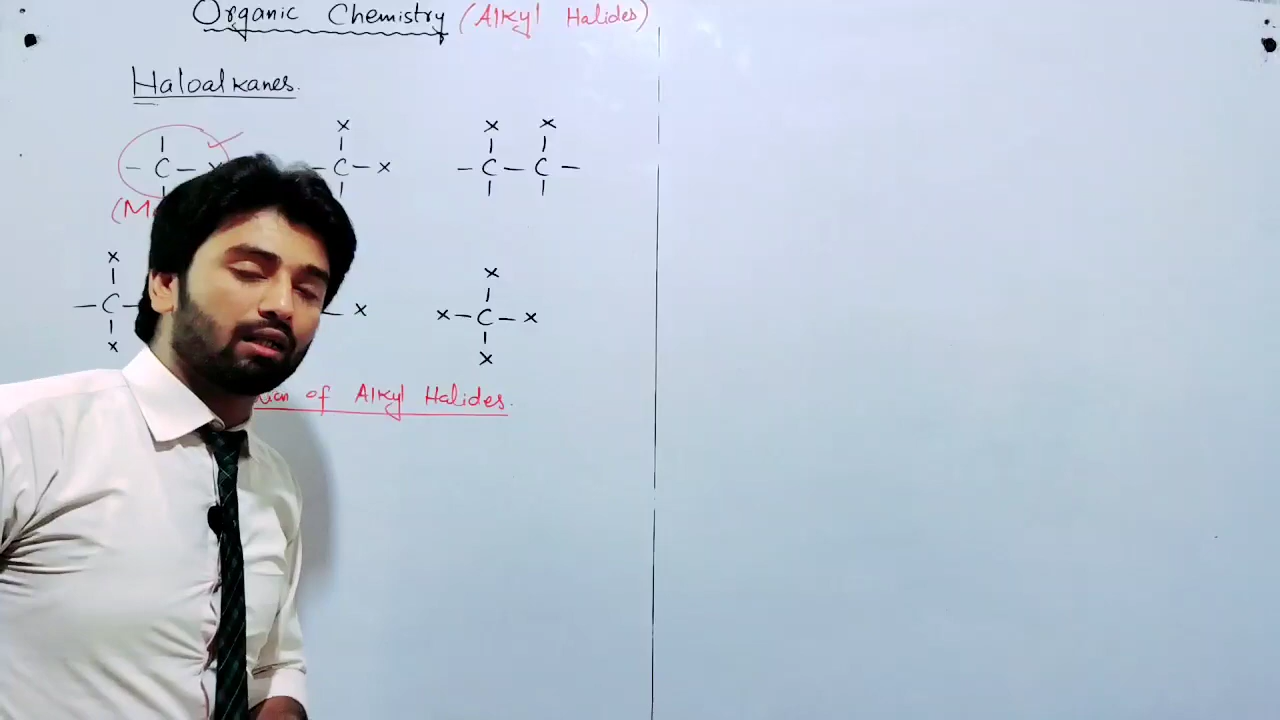 Organic Chemistry (Alkyl Halides)
Haloalkanes.
X X X
C – X C – X – C – C –
X X
– C – X X – C – X
X X
of Alkyl Halides.